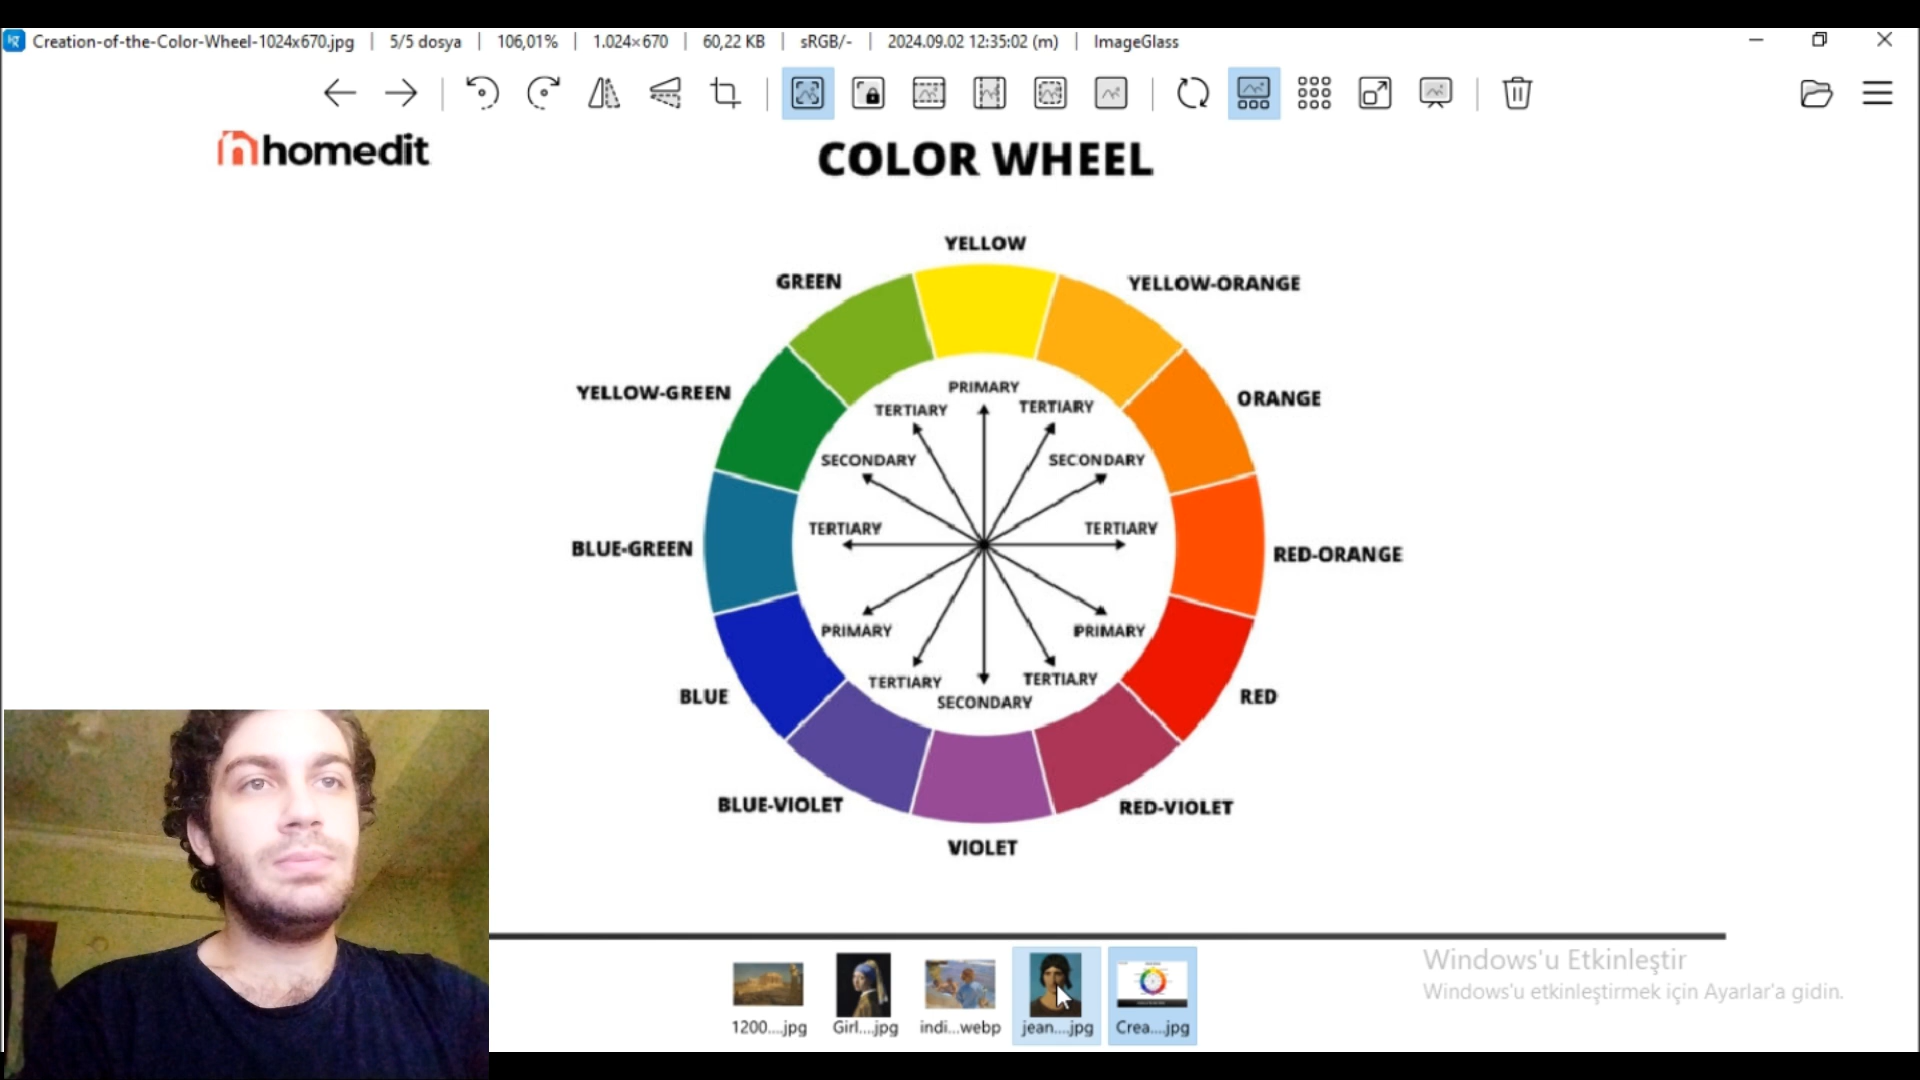 Creation-of-the-Color-Wheel-1024x670.jpg | 5/5 dosya | 106,01% | 1.024×670 | 60,22 KB | sRGB/- | 2024.09.02 12:35:02 (m) | ImageGlass
homedit
COLOR WHEEL
YELLOW
GREEN
YELLOW-ORANGE
YELLOW-GREEN
ORANGE
PRIMARY
TERTIARY
TERTIARY
SECONDARY
SECONDARY
TERTIARY
TERTIARY
BLUE-GREEN
RED-ORANGE
PRIMARY
PRIMARY
TERTIARY
TERTIARY
SECONDARY
BLUE
RED
BLUE-VIOLET
RED-VIOLET
VIOLET
Windows'u Etkinleştir
Windows'u etkinleştirmek için Ayarlar'a gidin.
1200....jpg
Girl....jpg
indi...webp
jean....jpg
Crea....jpg